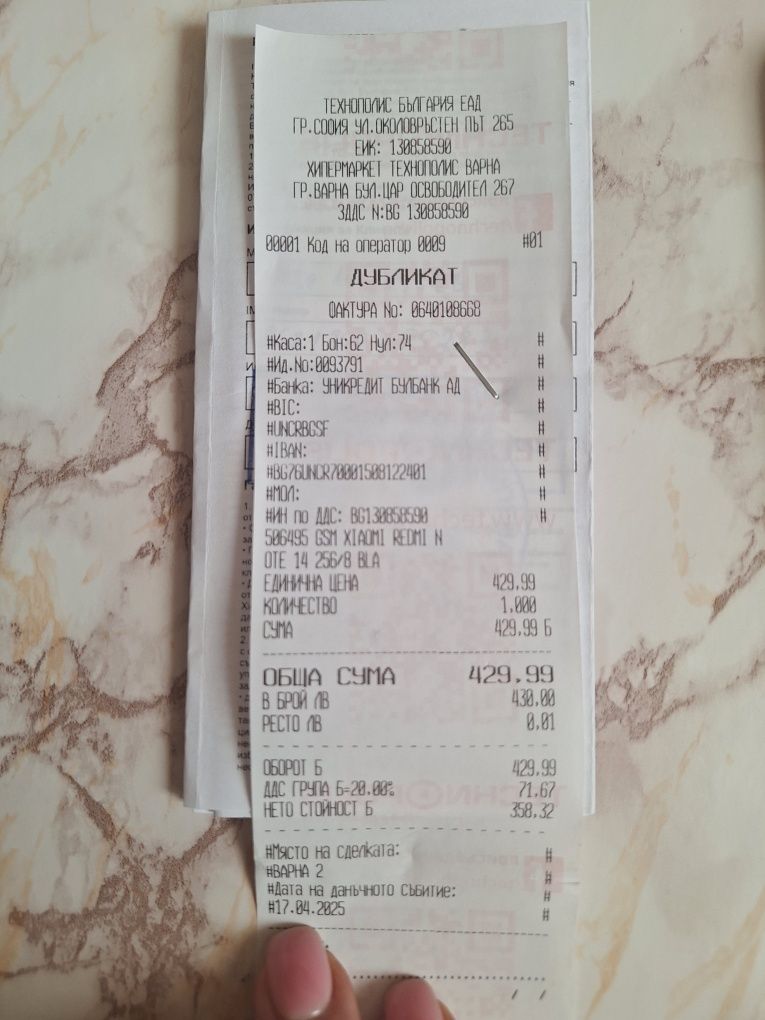 ТЕХНОПОЛИС БЪЛГАРИЯ ЕАД
ГР.СОФИЯ УЛ.ОКОЛОВРЪСТЕН ПЪТ 265
ЕИК: 130858590
ХИПЕРМАРКЕТ ТЕХНОПОЛИС ВАРНА
ГР.ВАРНА БУЛ.ЦАР ОСВОБОДИТЕЛ 267
ЗДДС N:BG 130858590
00001 Код на оператор 0009 #01
ДУБЛИКАТ
ФАКТУРА No: 0640108668
#Каса:1 Бон:62 Нул:74 #
#Ид.No:0093791 #
#Банка: УНИКРЕДИТ БУЛБАНК АД #
#BIC: #
#UNCRBGSF #
#IBAN: #
#BG76UNCR70001508122401 #
#МОЛ: #
#ИН по ДДС: BG130858590 #
506495 GSM XIAOMI REDMI N
OTE 14 256/8 BLA
ЕДИНИЧНА ЦЕНА 429,99
КОЛИЧЕСТВО 1,000
СУМА 429,99 Б
ОБЩА СУМА 429,99
В БРОЙ ЛВ 430,00
РЕСТО ЛВ 0,01
ОБОРОТ Б 429,99
ДДС ГРУПА Б=20.00% 71,67
НЕТО СТОЙНОСТ Б 358,32
#Място на сделката: #
#ВАРНА 2 #
#Дата на данъчното събитие: #
#17.04.2025 #